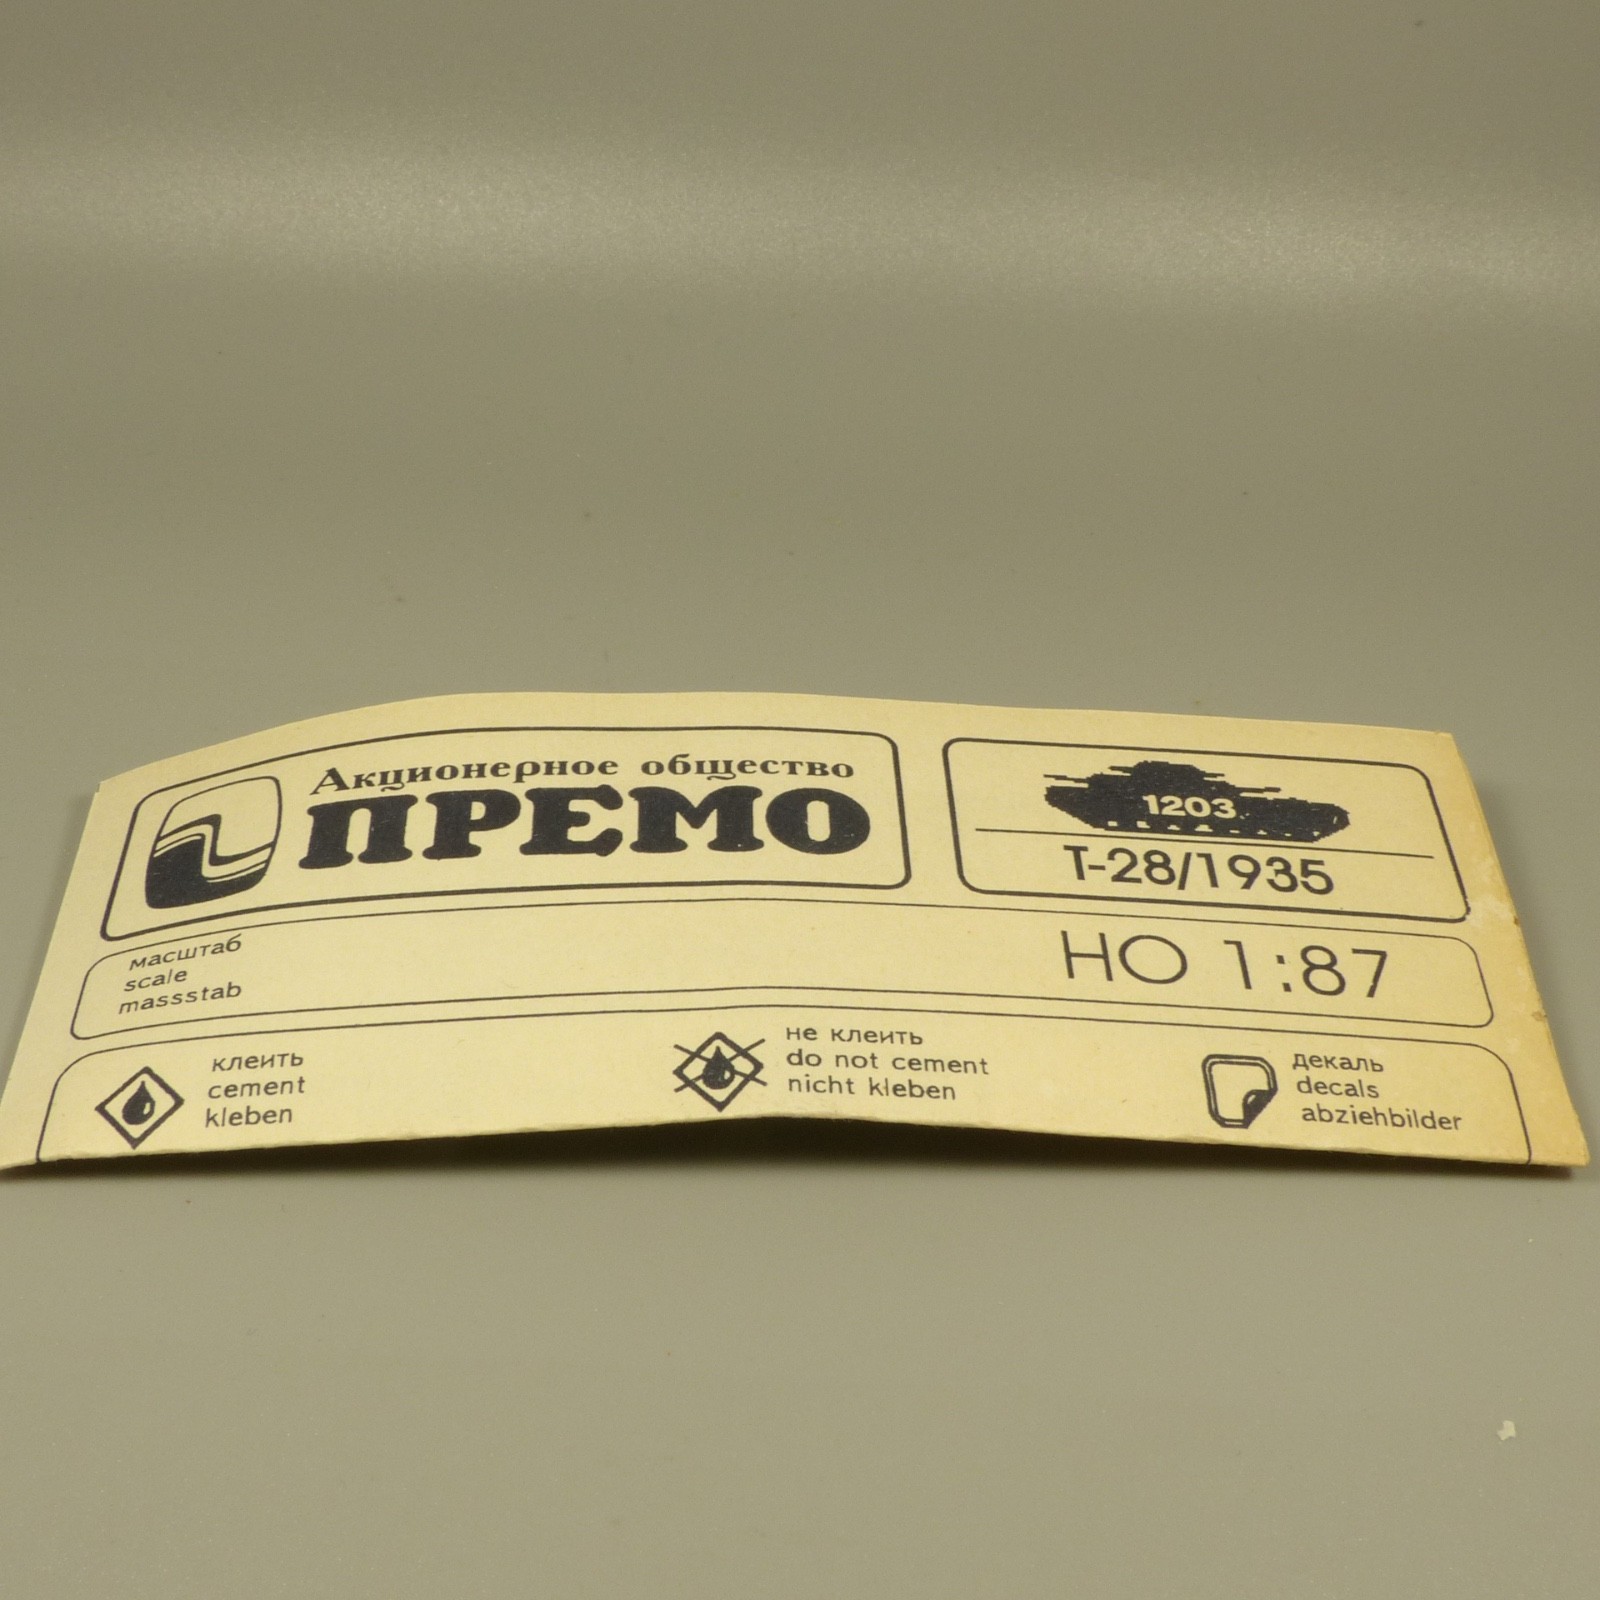 Акционерное общество
ПРЕМО
1203
Т-28/1935
масштаб
scale
massstab
HO 1:87
клеить
cement
kleben
не клеить
do not cement
nicht kleben
декаль
decals
abziehbilder